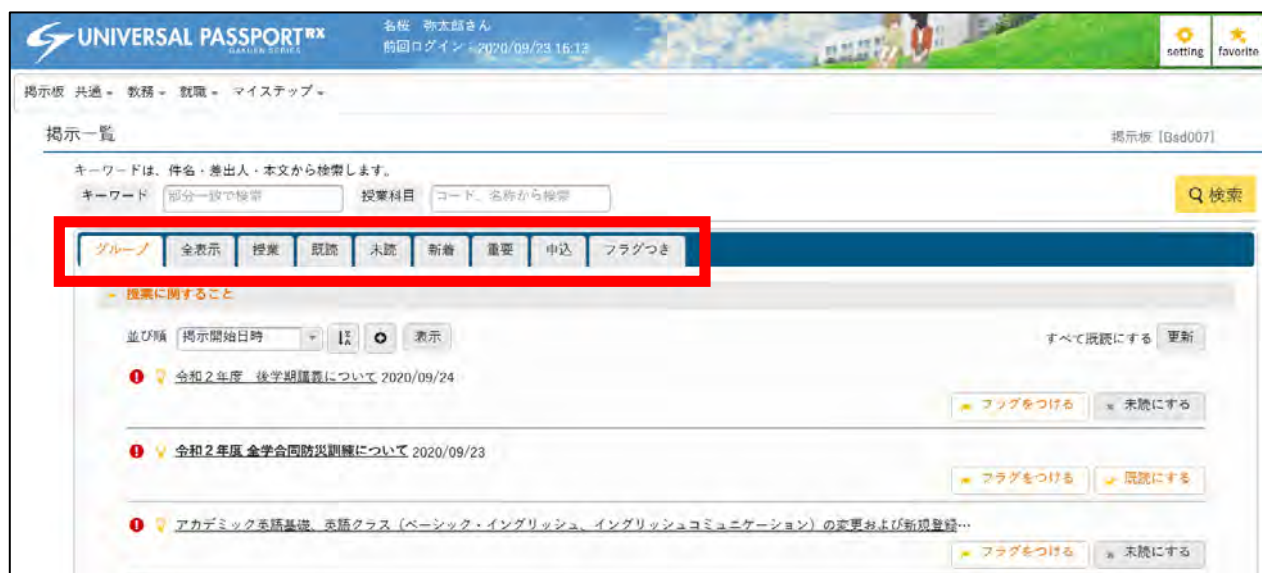 UNIVERSAL PASSPORT RX
GAKUEN SERIES
名桜 弥太郎さん
前回ログイン：2020/09/23 16:13
setting favorite
掲示板 共通 教務 就職 マイステップ
掲示一覧
掲示板 [Bsd007]
キーワードは、件名・差出人・本文から検索します。
キーワード 部分一致で検索 授業科目 コード、名称から検索 検索
グループ 全表示 授業 既読 未読 新着 重要 申込 フラグつき
授業に関すること
並び順 掲示開始日時 表示 すべて既読にする 更新
令和２年度　後学期講義について 2020/09/24
フラグをつける 未読にする
令和２年度 全学合同防災訓練について 2020/09/23
フラグをつける 既読にする
アカデミック英語基礎、英語クラス（ベーシック・イングリッシュ、イングリッシュコミュニケーション）の変更および新規登録…
フラグをつける 未読にする